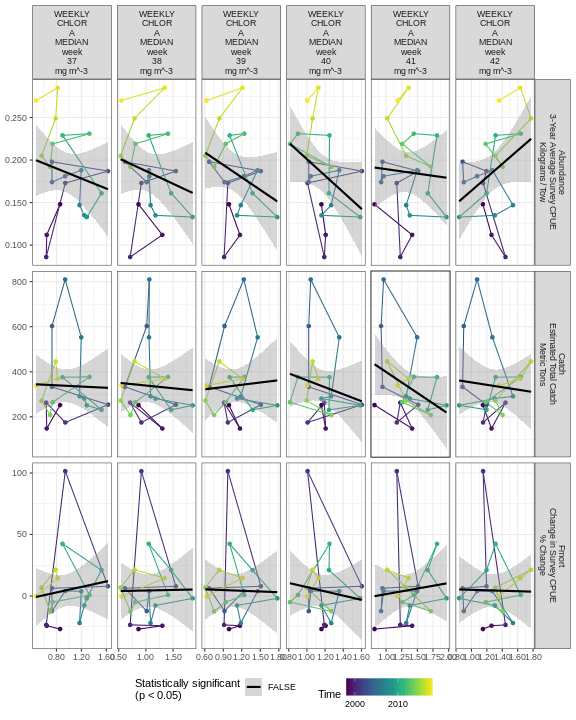 WEEKLY
CHLOR
A
MEDIAN
week
37
mg m^-3
WEEKLY
CHLOR
A
MEDIAN
week
38
mg m^-3
WEEKLY
CHLOR
A
MEDIAN
week
39
mg m^-3
WEEKLY
CHLOR
A
MEDIAN
week
40
mg m^-3
WEEKLY
CHLOR
A
MEDIAN
week
41
mg m^-3
WEEKLY
CHLOR
A
MEDIAN
week
42
mg m^-3
0.250
0.200
0.150
0.100
Abundance
3-Year Average Survey CPUE
Kilograms / Tow
800
600
400
200
Catch
Estimated Total Catch
Metric Tons
100
50
0
Fmort
Change in Survey CPUE
% Change
0.80 1.20 1.60
0.50 1.00 1.50
0.60 0.90 1.20 1.50 1.80
0.80 1.00 1.20 1.40 1.60
1.00 1.25 1.50 1.75 2.00
0.80 1.00 1.20 1.40 1.60 1.80
Statistically significant
(p < 0.05)
FALSE
Time
2000 2010